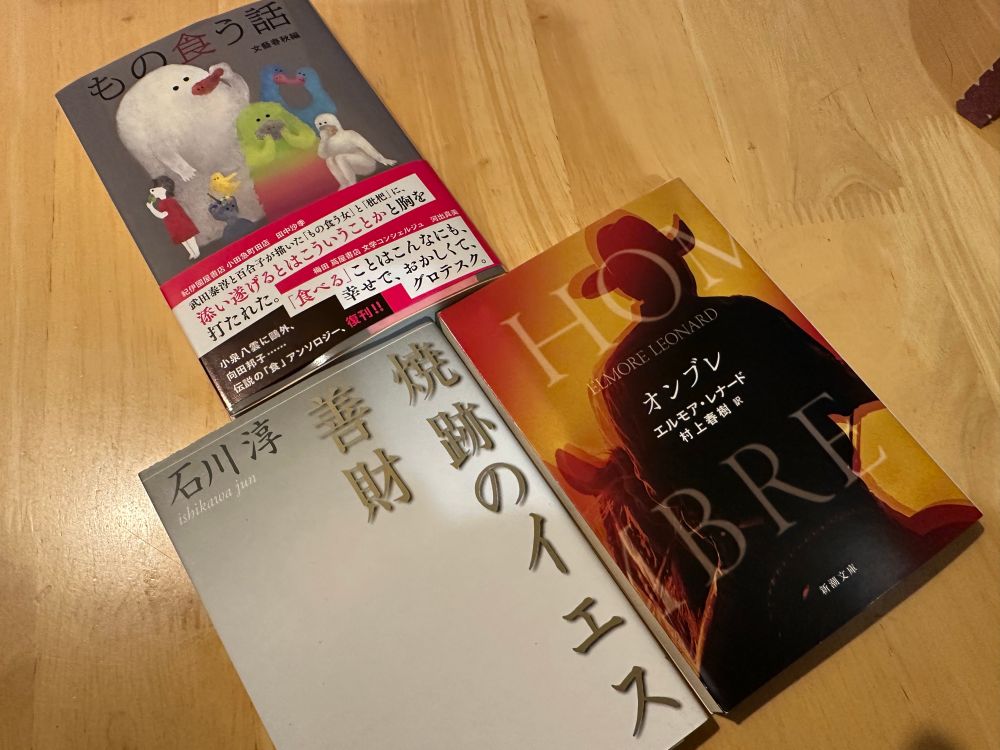 もの食う話
文藝春秋編
紀伊國屋書店 小田急町田店 田中沙季
武田泰淳と百合子が描いた「もの食う女」と「枇杷」に、
添い遂げるとはこういうことかと胸を
打たれた。
梅田 蔦屋書店 文学コンシェルジュ 河出真美
「食べる」ことはこんなにも、
幸せで、おかしくて、
グロテスク。
小泉八雲に鷗外、
向田邦子……
伝説の「食」アンソロジー、復刊!!
焼跡のイエス
善財
石川淳
ishikawa jun
HOM
ELMORE LEONARD
オンブレ
エルモア・レナード
村上春樹 訳
BRE
新潮文庫